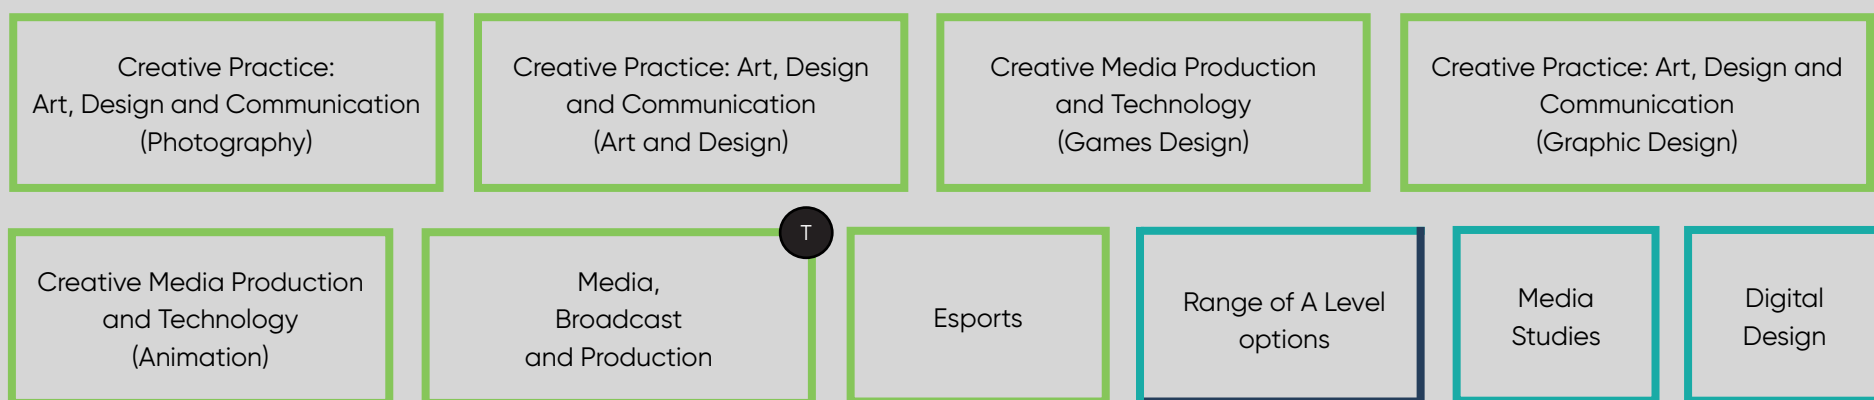 Creative Practice:
Art, Design and Communication
(Photography)
Creative Practice: Art, Design
and Communication
(Art and Design)
Creative Media Production
and Technology
(Games Design)
Creative Practice: Art, Design and
Communication
(Graphic Design)
Creative Media Production
and Technology
(Animation)
T
Media,
Broadcast
and Production
Esports
Range of A Level
options
Media
Studies
Digital
Design